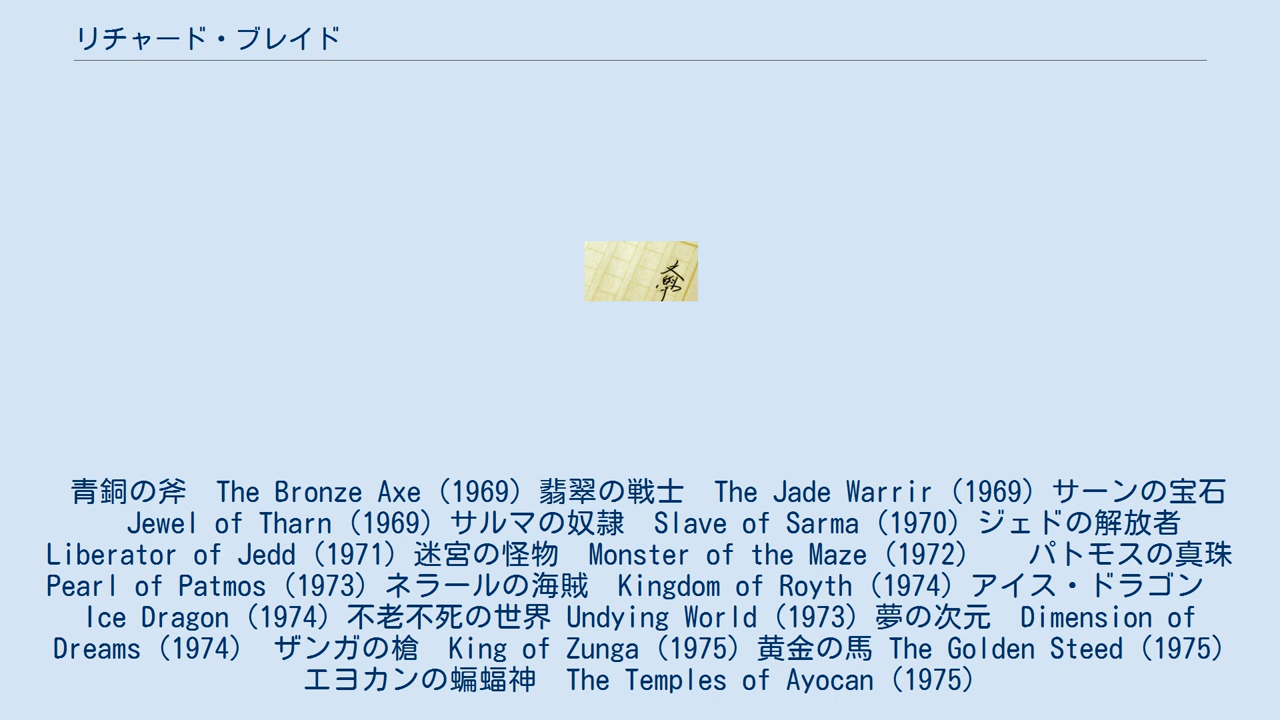 リチャード・ブレイド
青銅の斧　The Bronze Axe（1969）翡翠の戦士　The Jade Warrir（1969）サーンの宝石
Jewel of Tharn（1969）サルマの奴隷　Slave of Sarma（1970）ジェドの解放者
Liberator of Jedd（1971）迷宮の怪物　Monster of the Maze（1972）　　パトモスの真珠
Pearl of Patmos（1973）ネラールの海賊　Kingdom of Royth（1974）アイス・ドラゴン
Ice Dragon（1974）不老不死の世界 Undying World（1973）夢の次元　Dimension of
Dreams（1974）　ザンガの槍　King of Zunga（1975）黄金の馬 The Golden Steed（1975）
エヨカンの蝙蝠神　The Temples of Ayocan（1975）